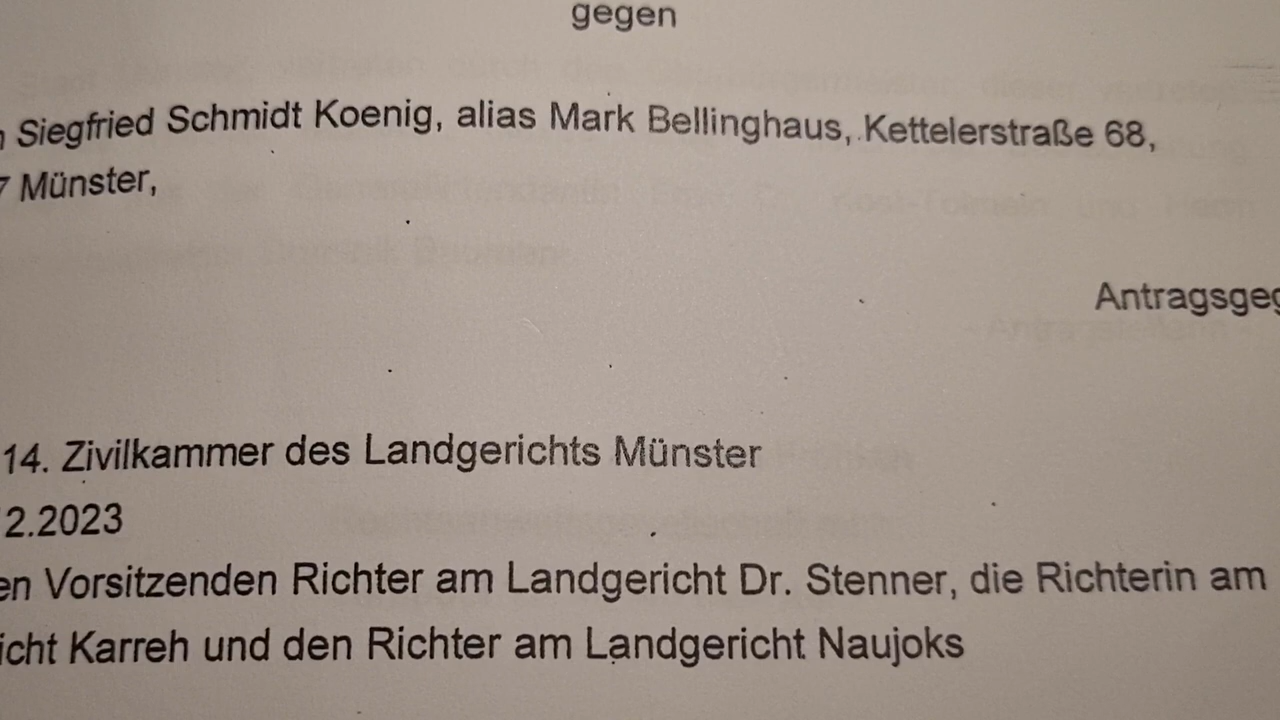 gegen
Siegfried Schmidt Koenig, alias Mark Bellinghaus, Kettelerstraße 68,
7 Münster,
Antragsgeg
14. Zivilkammer des Landgerichts Münster
2.2023
en Vorsitzenden Richter am Landgericht Dr. Stenner, die Richterin am
icht Karreh und den Richter am Landgericht Naujoks